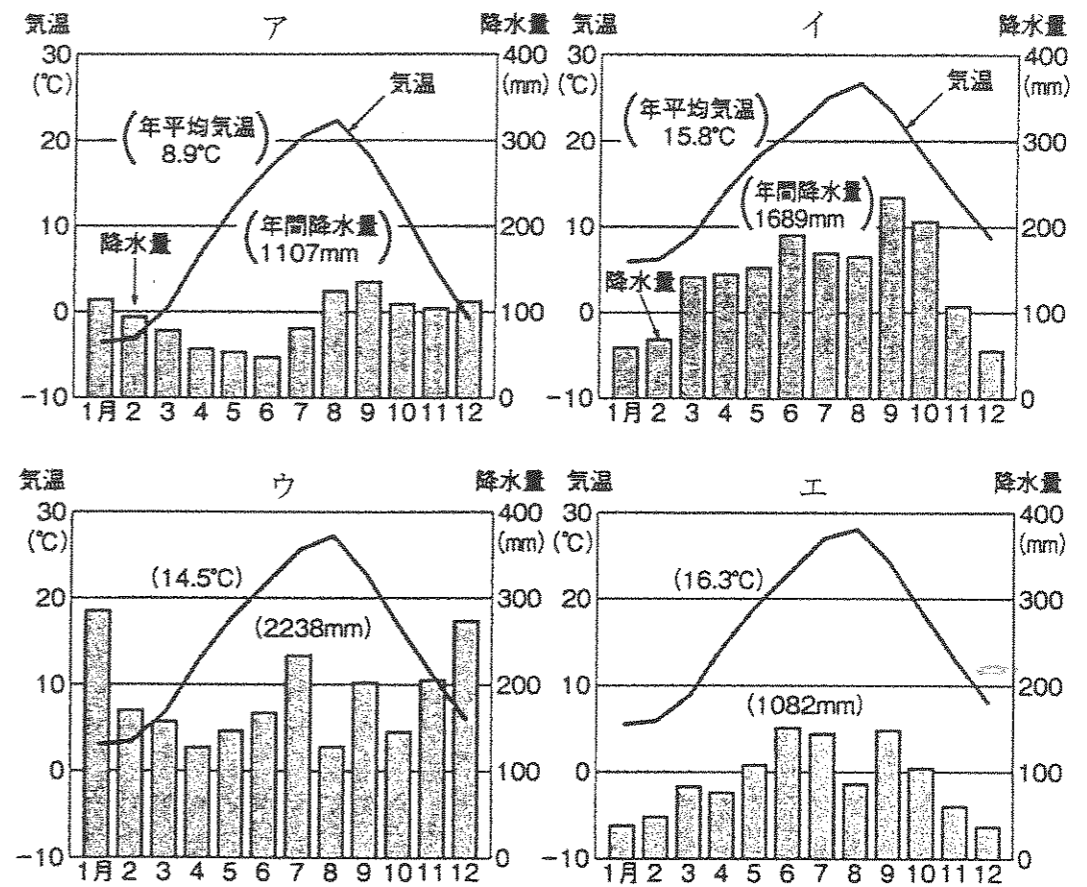 気温 ア 降水量
30 400
(℃) (mm)
気温
(年平均気温
8.9℃)
20 300
10 200
降水量
(年間降水量
1107mm)
0 100
-10 0
1月 2 3 4 5 6 7 8 9 10 11 12
気温 イ 降水量
30 400
(℃) (mm)
気温
(年平均気温
15.8℃)
20 300
(年間降水量
1689mm)
10 200
降水量
0 100
-10 0
1月 2 3 4 5 6 7 8 9 10 11 12
気温 ウ 降水量
30 400
(℃) (mm)
(14.5℃)
20 300
(2238mm)
10 200
0 100
-10 0
1月 2 3 4 5 6 7 8 9 10 11 12
気温 エ 降水量
30 400
(℃) (mm)
(16.3℃)
20 300
10 200
(1082mm)
0 100
-10 0
1月 2 3 4 5 6 7 8 9 10 11 12